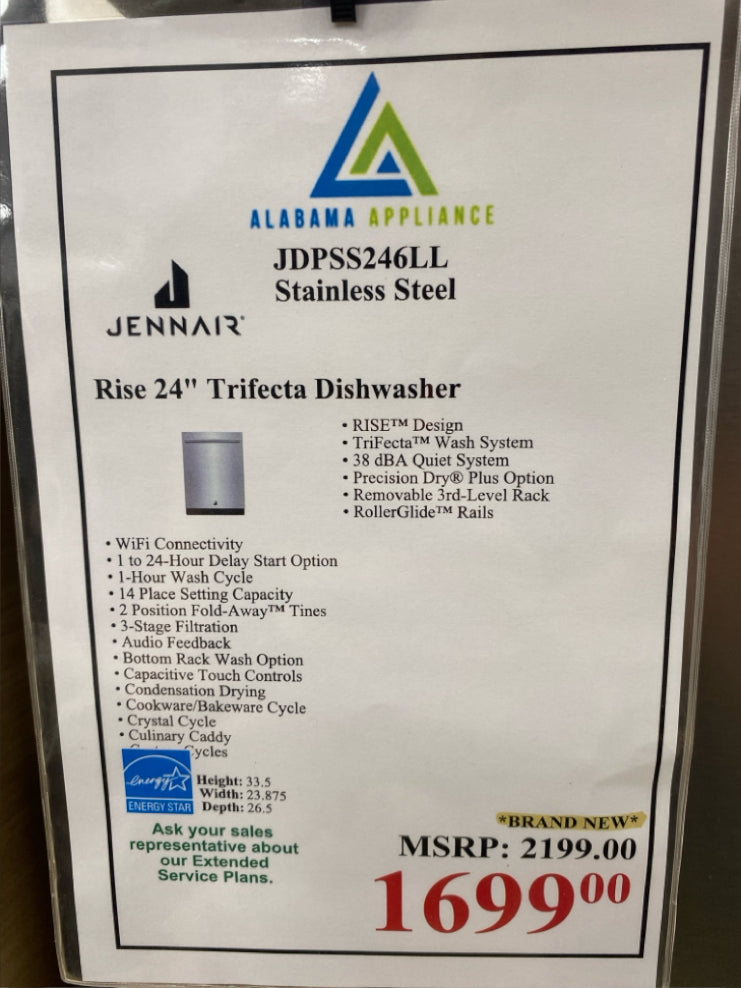 ALABAMA APPLIANCE
JDPSS246LL
Stainless Steel
JENNAIR®
Rise 24" Trifecta Dishwasher
• RISE™ Design
• TriFecta™ Wash System
• 38 dBA Quiet System
• Precision Dry® Plus Option
• Removable 3rd-Level Rack
• RollerGlide™ Rails
• WiFi Connectivity
• 1 to 24-Hour Delay Start Option
• 1-Hour Wash Cycle
• 14 Place Setting Capacity
• 2 Position Fold-Away™ Tines
• 3-Stage Filtration
• Audio Feedback
• Bottom Rack Wash Option
• Capacitive Touch Controls
• Condensation Drying
• Cookware/Bakeware Cycle
• Crystal Cycle
• Culinary Caddy
Cycles
energy
ENERGY STAR
Height: 33.5
Width: 23.875
Depth: 26.5
Ask your sales
representative about
our Extended
Service Plans.
*BRAND NEW*
MSRP: 2199.00
169900